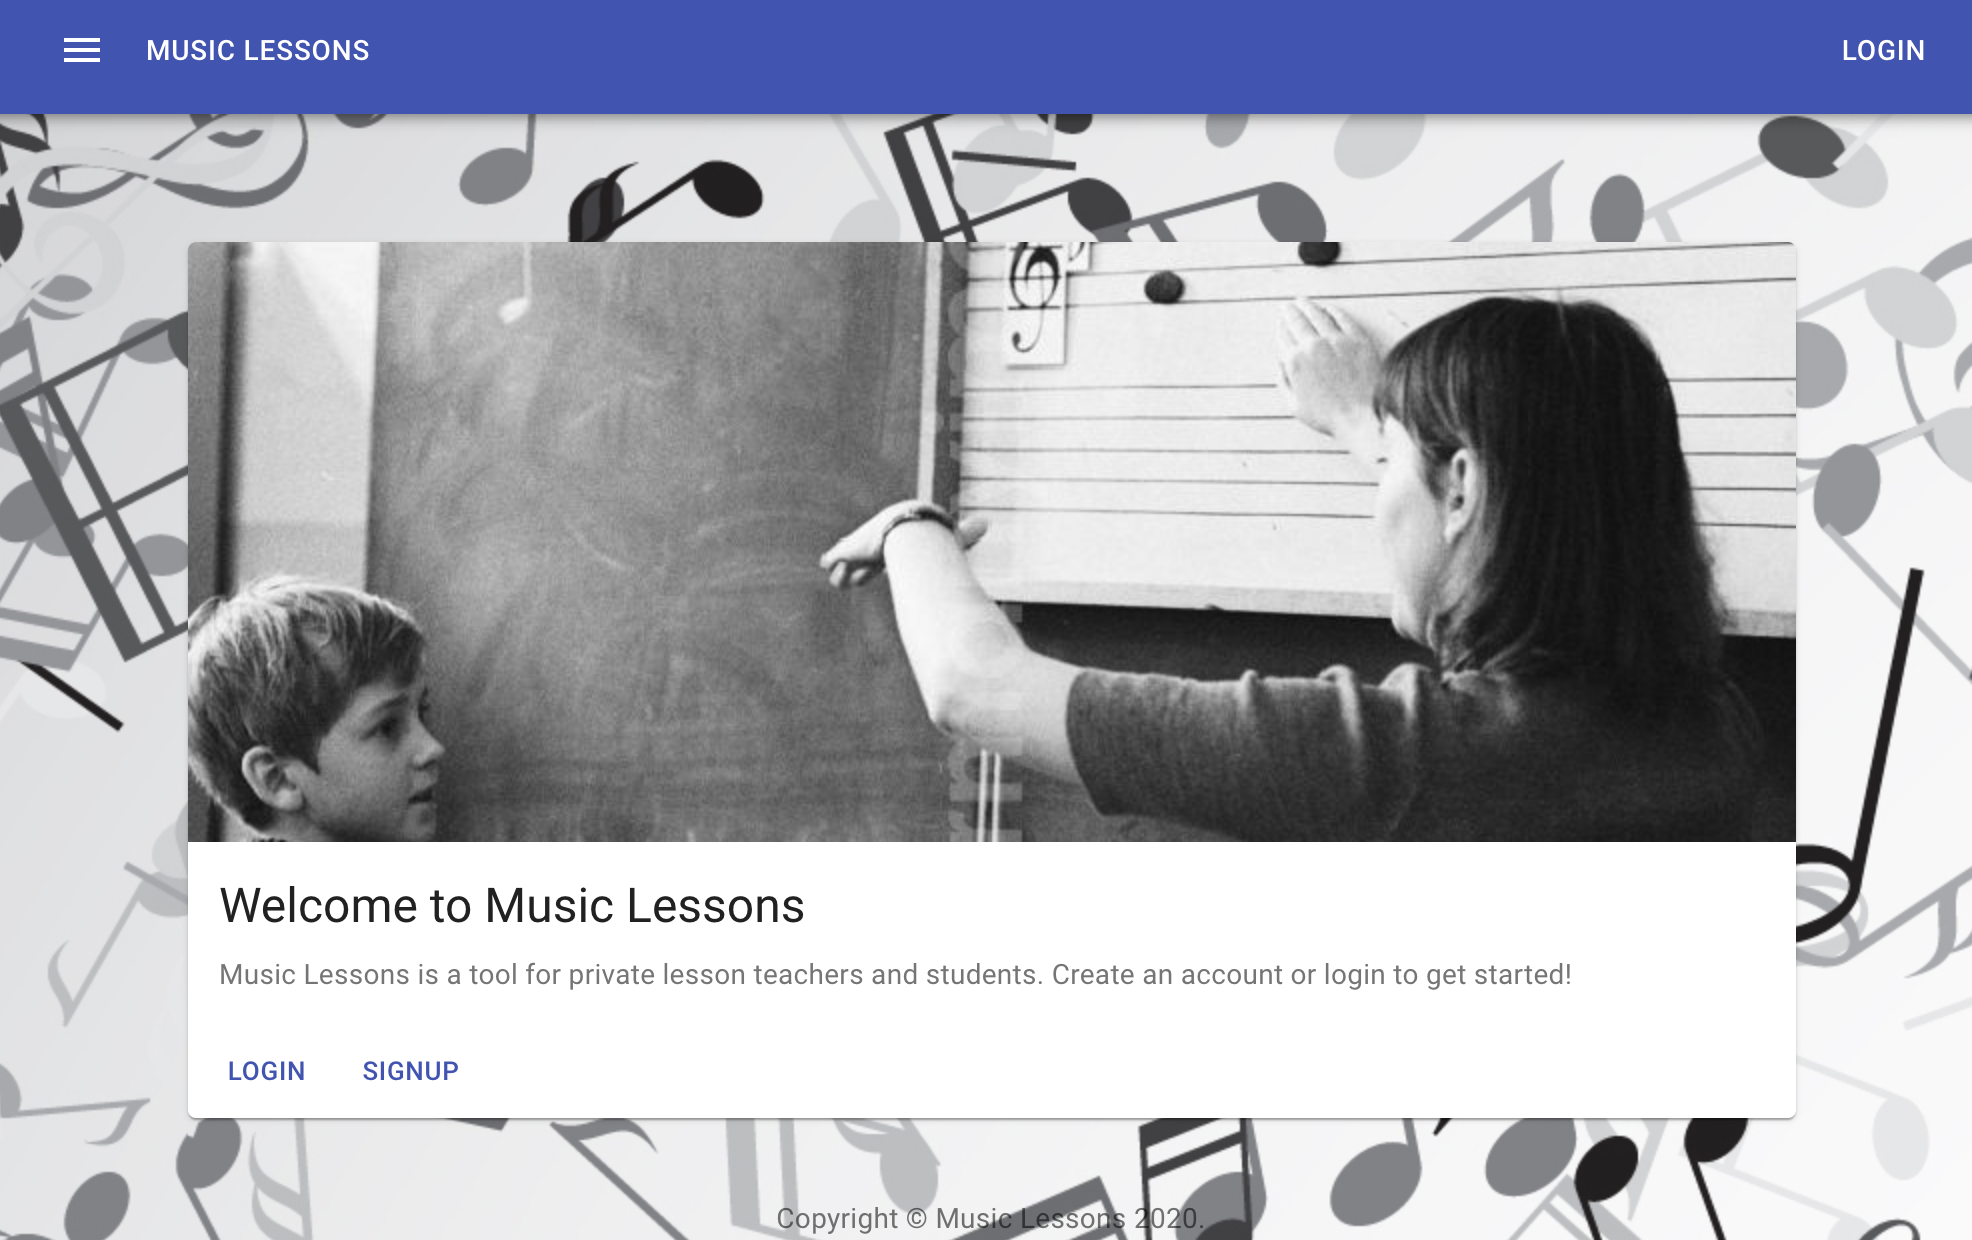 MUSIC LESSONS
LOGIN
Welcome to Music Lessons
Music Lessons is a tool for private lesson teachers and students. Create an account or login to get started!
LOGIN SIGNUP
Copyright © Music Lessons 2020.